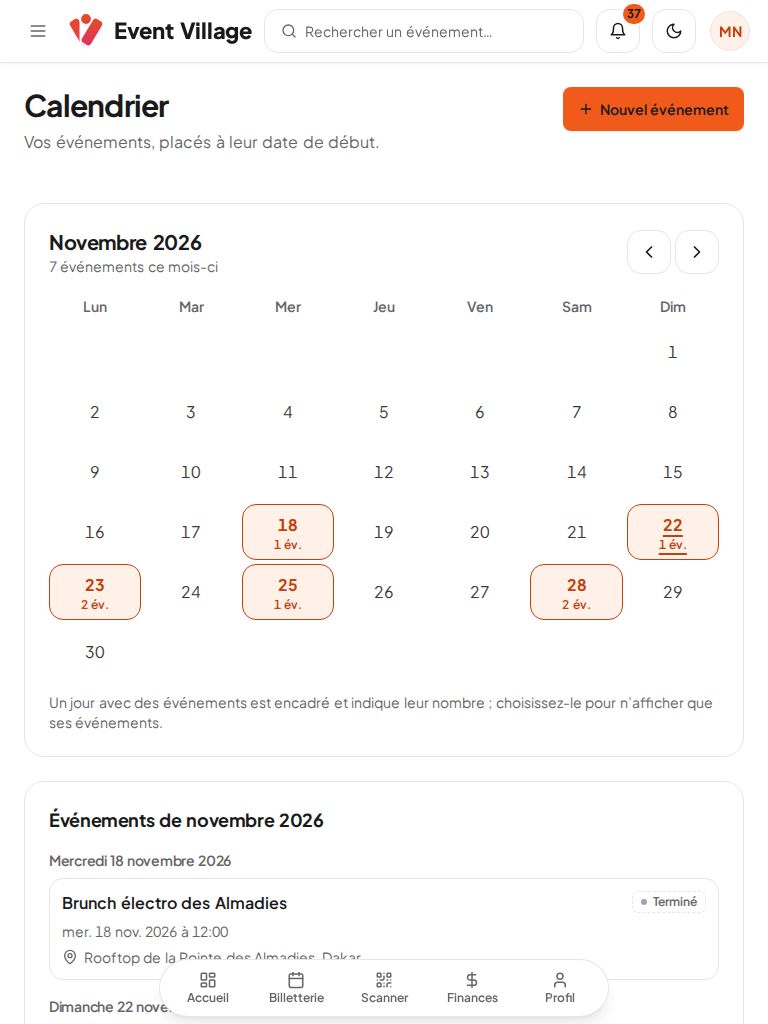 Event Village
Rechercher un événement…
37
MN
Calendrier
Nouvel événement
Vos événements, placés à leur date de début.
Novembre 2026
7 événements ce mois-ci
Lun Mar Mer Jeu Ven Sam Dim
1
2 3 4 5 6 7 8
9 10 11 12 13 14 15
16 17 18 19 20 21 22
1 év. 1 év.
23 24 25 26 27 28 29
2 év. 1 év. 2 év.
30
Un jour avec des événements est encadré et indique leur nombre ; choisissez-le pour n’afficher que
ses événements.
Événements de novembre 2026
Mercredi 18 novembre 2026
Brunch électro des Almadies
Terminé
mer. 18 nov. 2026 à 12:00
Rooftop de la Pointe des Almadies, Dakar
Dimanche 22 nove
Accueil Billetterie Scanner Finances Profil